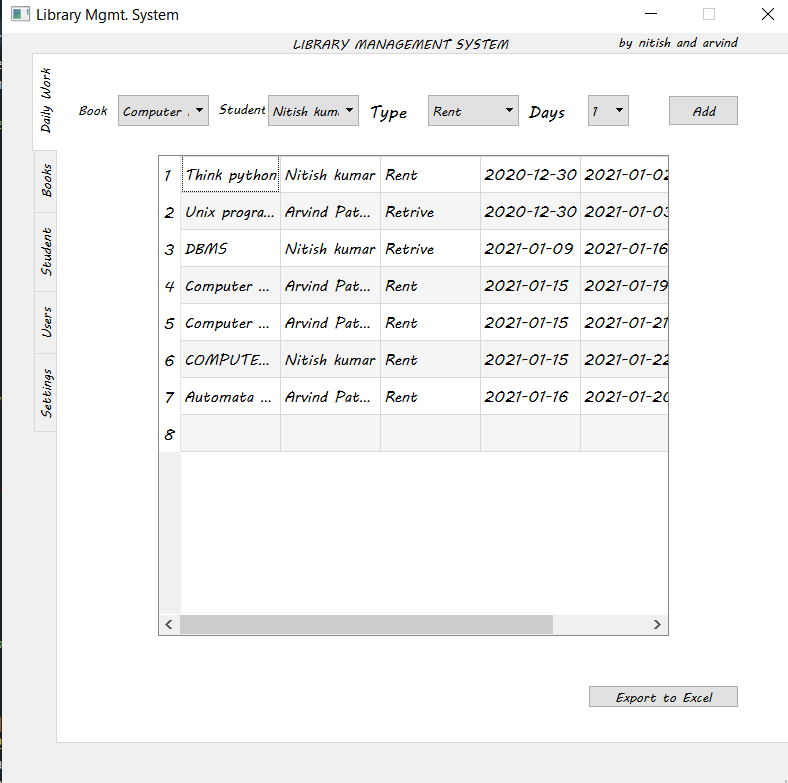 Library Mgmt. System
LIBRARY MANAGEMENT SYSTEM by nitish and arvind
Daily Work
Books
Student
Users
Settings
Book Computer Student Nitish kum Type Rent Days 1 Add
1 Think python Nitish kumar Rent 2020-12-30 2021-01-02
2 Unix progra... Arvind Pat... Retrive 2020-12-30 2021-01-03
3 DBMS Nitish kumar Retrive 2021-01-09 2021-01-16
4 Computer ... Arvind Pat... Rent 2021-01-15 2021-01-19
5 Computer ... Arvind Pat... Rent 2021-01-15 2021-01-21
6 COMPUTE... Nitish kumar Rent 2021-01-15 2021-01-22
7 Automata ... Arvind Pat... Rent 2021-01-16 2021-01-20
8
Export to Excel